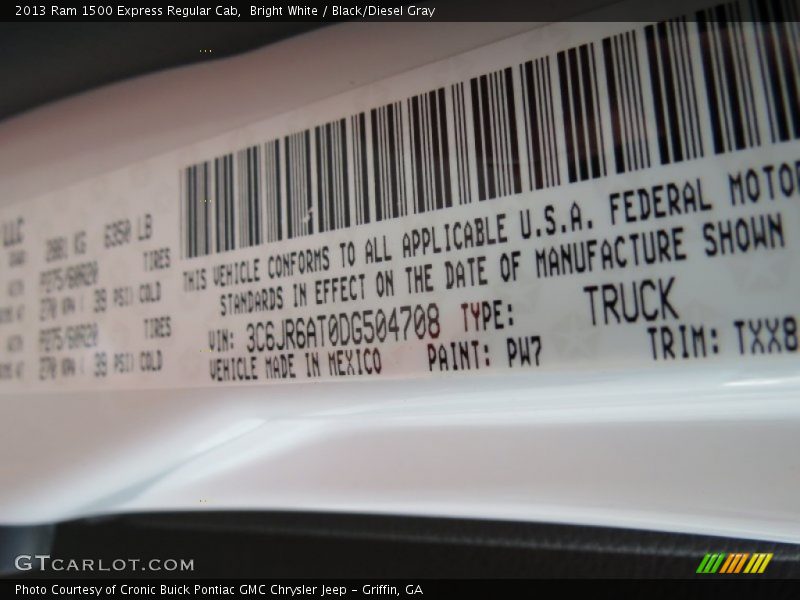 2013 Ram 1500 Express Regular Cab, Bright White / Black/Diesel Gray
LLC
2881 KG 6350 LB
TIRES
P275/60R20
270 KPA ( 39 PSI) COLD
P275/60R20 TIRES
270 KPA ( 39 PSI) COLD
THIS VEHICLE CONFORMS TO ALL APPLICABLE U.S.A. FEDERAL MOTOR
STANDARDS IN EFFECT ON THE DATE OF MANUFACTURE SHOWN
VIN: 3C6JR6AT0DG504708 TYPE: TRUCK
VEHICLE MADE IN MEXICO PAINT: PW7 TRIM: TXX8
GTCARLOT.COM
Photo Courtesy of Cronic Buick Pontiac GMC Chrysler Jeep - Griffin, GA